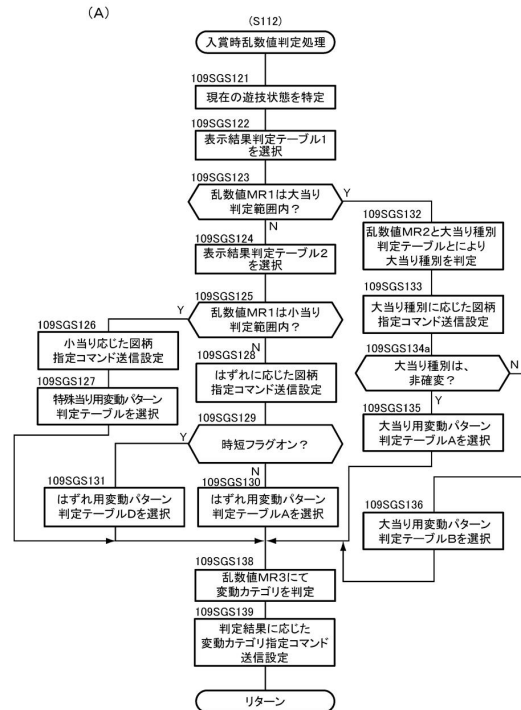 (A)
(S112)
入賞時乱数値判定処理
109SGS121
現在の遊技状態を特定
109SGS122
表示結果判定テーブル1
を選択
109SGS123
乱数値MR1は大当り
判定範囲内?
Y
N
109SGS124
表示結果判定テーブル2
を選択
109SGS125
乱数値MR1は小当り
判定範囲内?
Y
N
109SGS126
小当り応じた図柄
指定コマンド送信設定
109SGS127
特殊当り用変動パターン
判定テーブルを選択
109SGS128
はずれに応じた図柄
指定コマンド送信設定
109SGS129
時短フラグオン?
Y
N
109SGS131
はずれ用変動パターン
判定テーブルDを選択
109SGS130
はずれ用変動パターン
判定テーブルAを選択
109SGS132
乱数値MR2と大当り種別
判定テーブルとにより
大当り種別を判定
109SGS133
大当り種別に応じた図柄
指定コマンド送信設定
109SGS134a
大当り種別は、
非確変?
N
Y
109SGS135
大当り用変動パターン
判定テーブルAを選択
109SGS136
大当り用変動パターン
判定テーブルBを選択
109SGS138
乱数値MR3にて
変動カテゴリを判定
109SGS139
判定結果に応じた
変動カテゴリ指定コマンド
送信設定
リターン